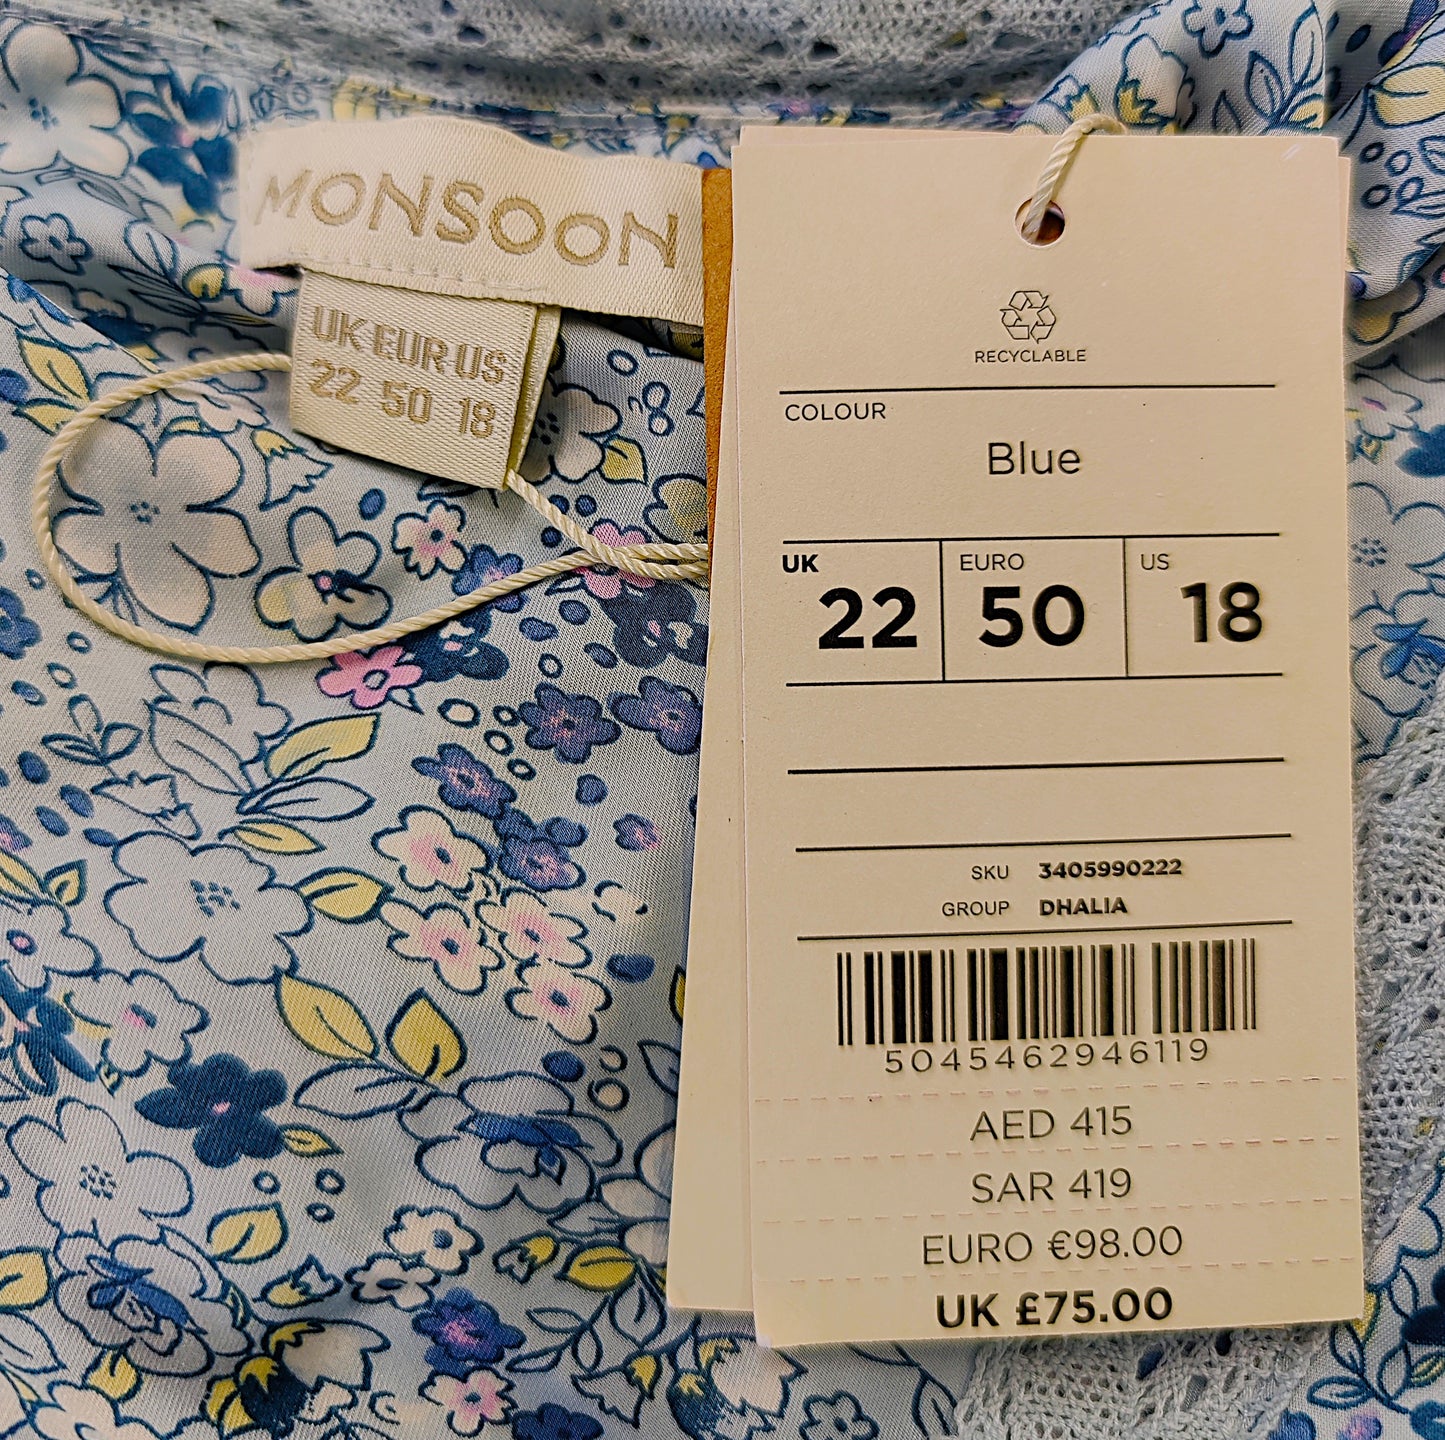 MONSOON
UK EUR US
22 50 18
RECYCLABLE
COLOUR
Blue
UK EURO US
22 50 18
SKU 3405990222
GROUP DHALIA
5045462946119
AED 415
SAR 419
EURO €98.00
UK £75.00